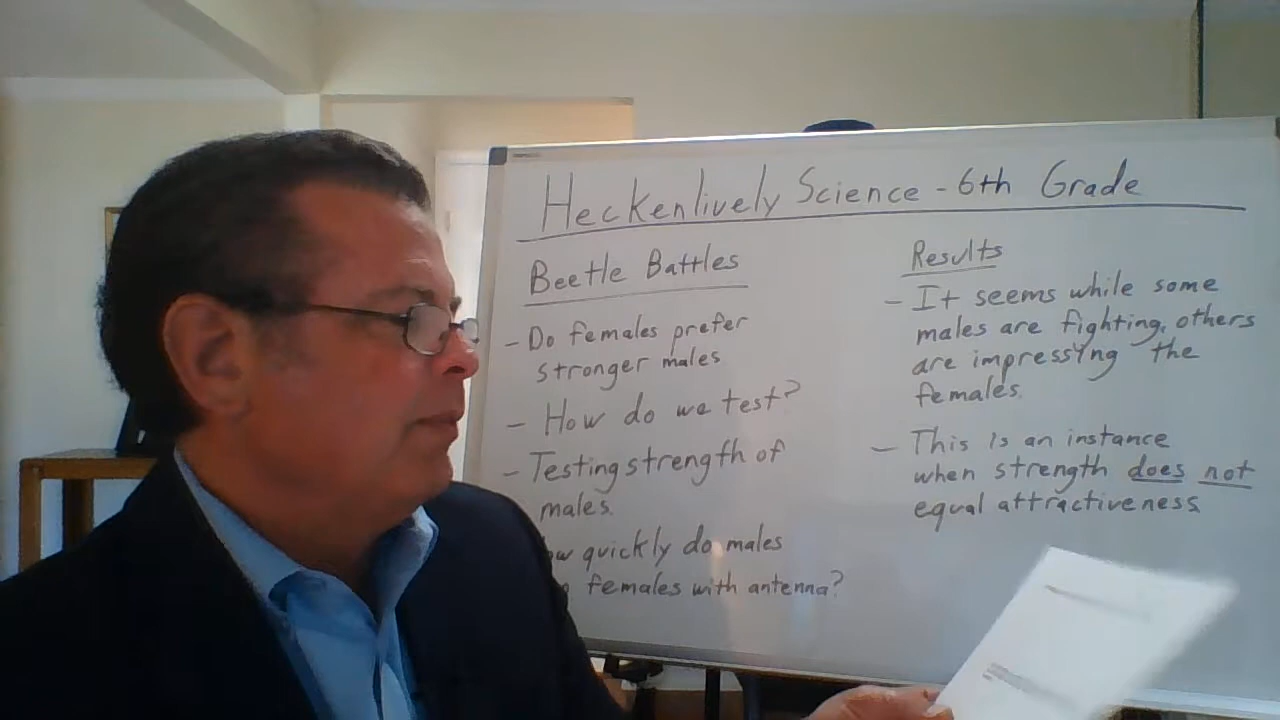 Heckenlively Science - 6th Grade
Beetle Battles
- Do females prefer
stronger males
- How do we test?
- Testing strength of
males.
quickly do males
females with antenna?
Results
- It seems while some
males are fighting, others
are impressing the
females.
- This is an instance
when strength does not
equal attractiveness.